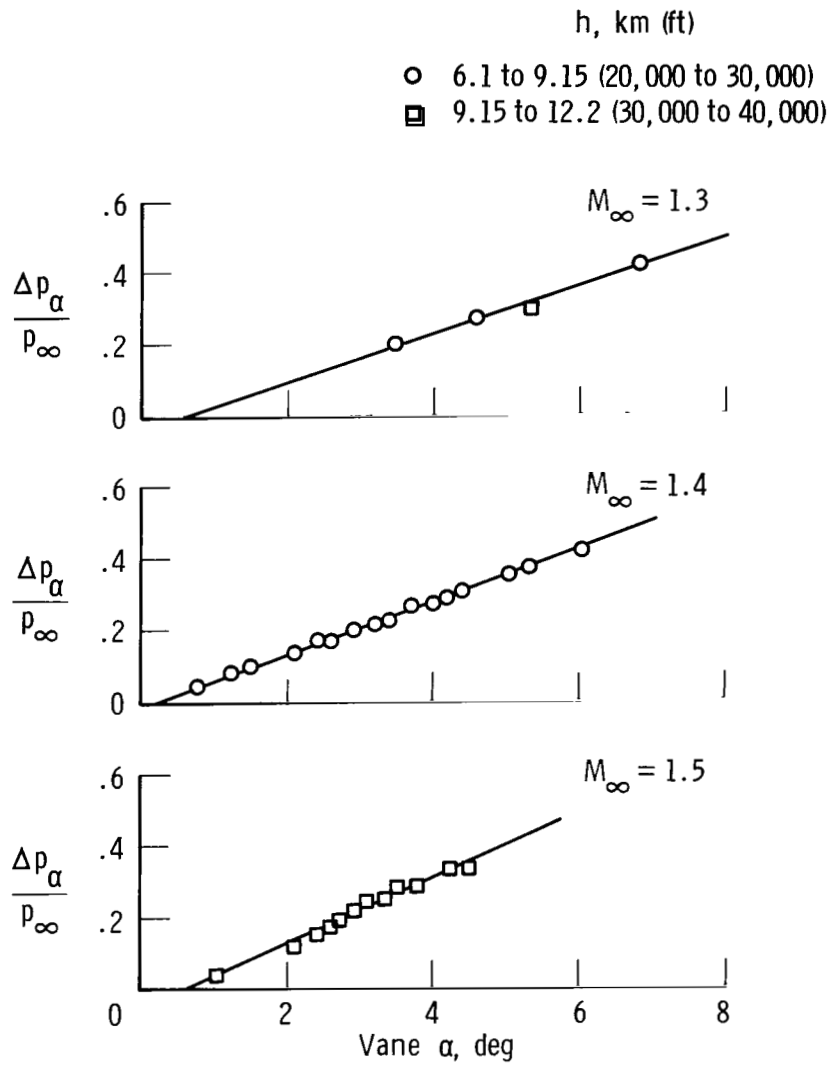 h, km (ft)
6.1 to 9.15 (20,000 to 30,000)
9.15 to 12.2 (30,000 to 40,000)
M∞ = 1.3
.6
.4
.2
0
Δpα
p∞
M∞ = 1.4
.6
.4
.2
0
Δpα
p∞
M∞ = 1.5
.6
.4
.2
0
Δpα
p∞
2
4
6
8
Vane α, deg